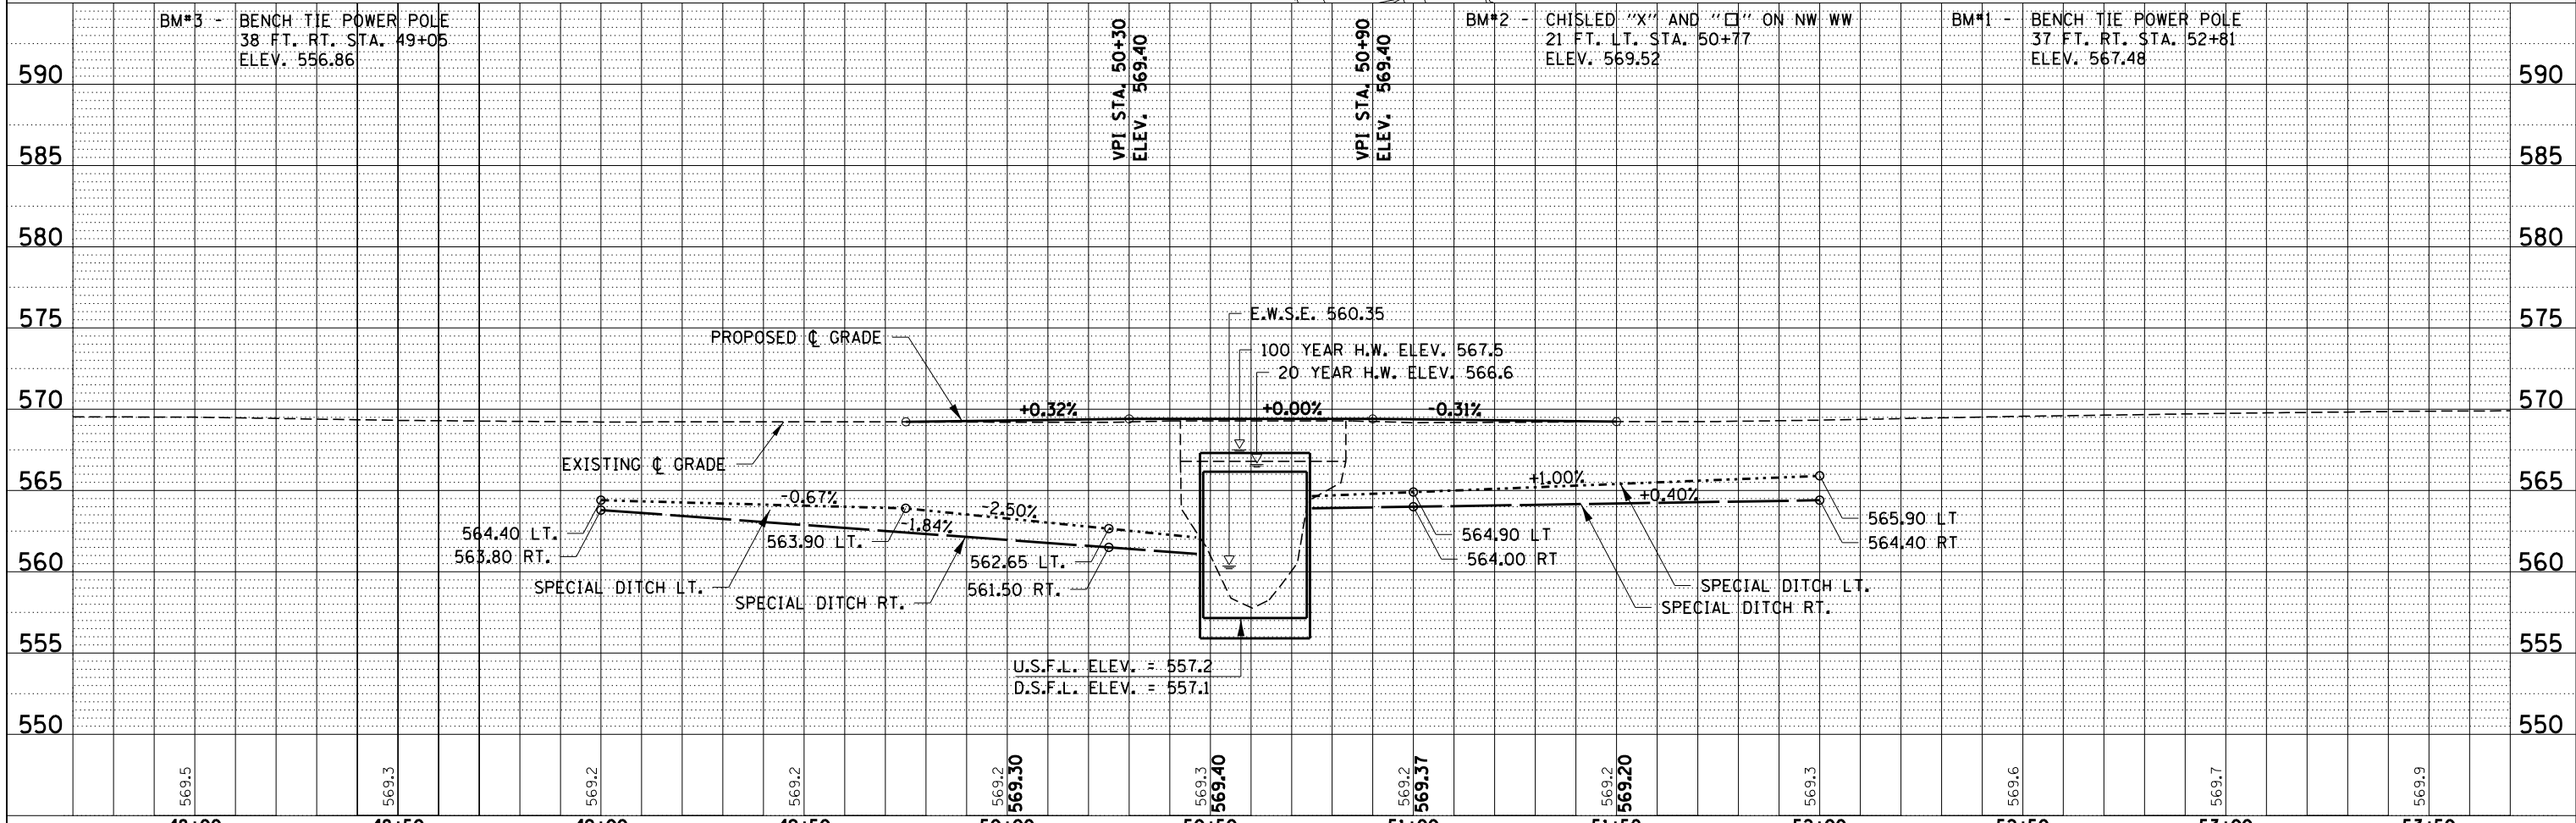 BM#3 - BENCH TIE POWER POLE
38 FT. RT. STA. 49+05
ELEV. 556.86
VPI STA. 50+30
ELEV. 569.40
VPI STA. 50+90
ELEV. 569.40
BM#2 - CHISLED "X" AND "□" ON NW WW
21 FT. LT. STA. 50+77
ELEV. 569.52
BM#1 - BENCH TIE POWER POLE
37 FT. RT. STA. 52+81
ELEV. 567.48
590 590
585 585
580 580
575 575
E.W.S.E. 560.35
PROPOSED ℄ GRADE
100 YEAR H.W. ELEV. 567.5
20 YEAR H.W. ELEV. 566.6
570 570
+0.32% +0.00% -0.31%
EXISTING ℄ GRADE
565 565
-0.67% -2.50% +1.00% +0.40%
-1.84%
564.40 LT.
563.80 RT.
563.90 LT.
562.65 LT.
561.50 RT.
564.90 LT
564.00 RT
565.90 LT
564.40 RT
560 560
SPECIAL DITCH LT.
SPECIAL DITCH RT.
SPECIAL DITCH LT.
SPECIAL DITCH RT.
555 555
U.S.F.L. ELEV. = 557.2
D.S.F.L. ELEV. = 557.1
550 550
569.5
569.3
569.2
569.2
569.2
569.30
569.3
569.40
569.2
569.37
569.2
569.20
569.3
569.6
569.7
569.9